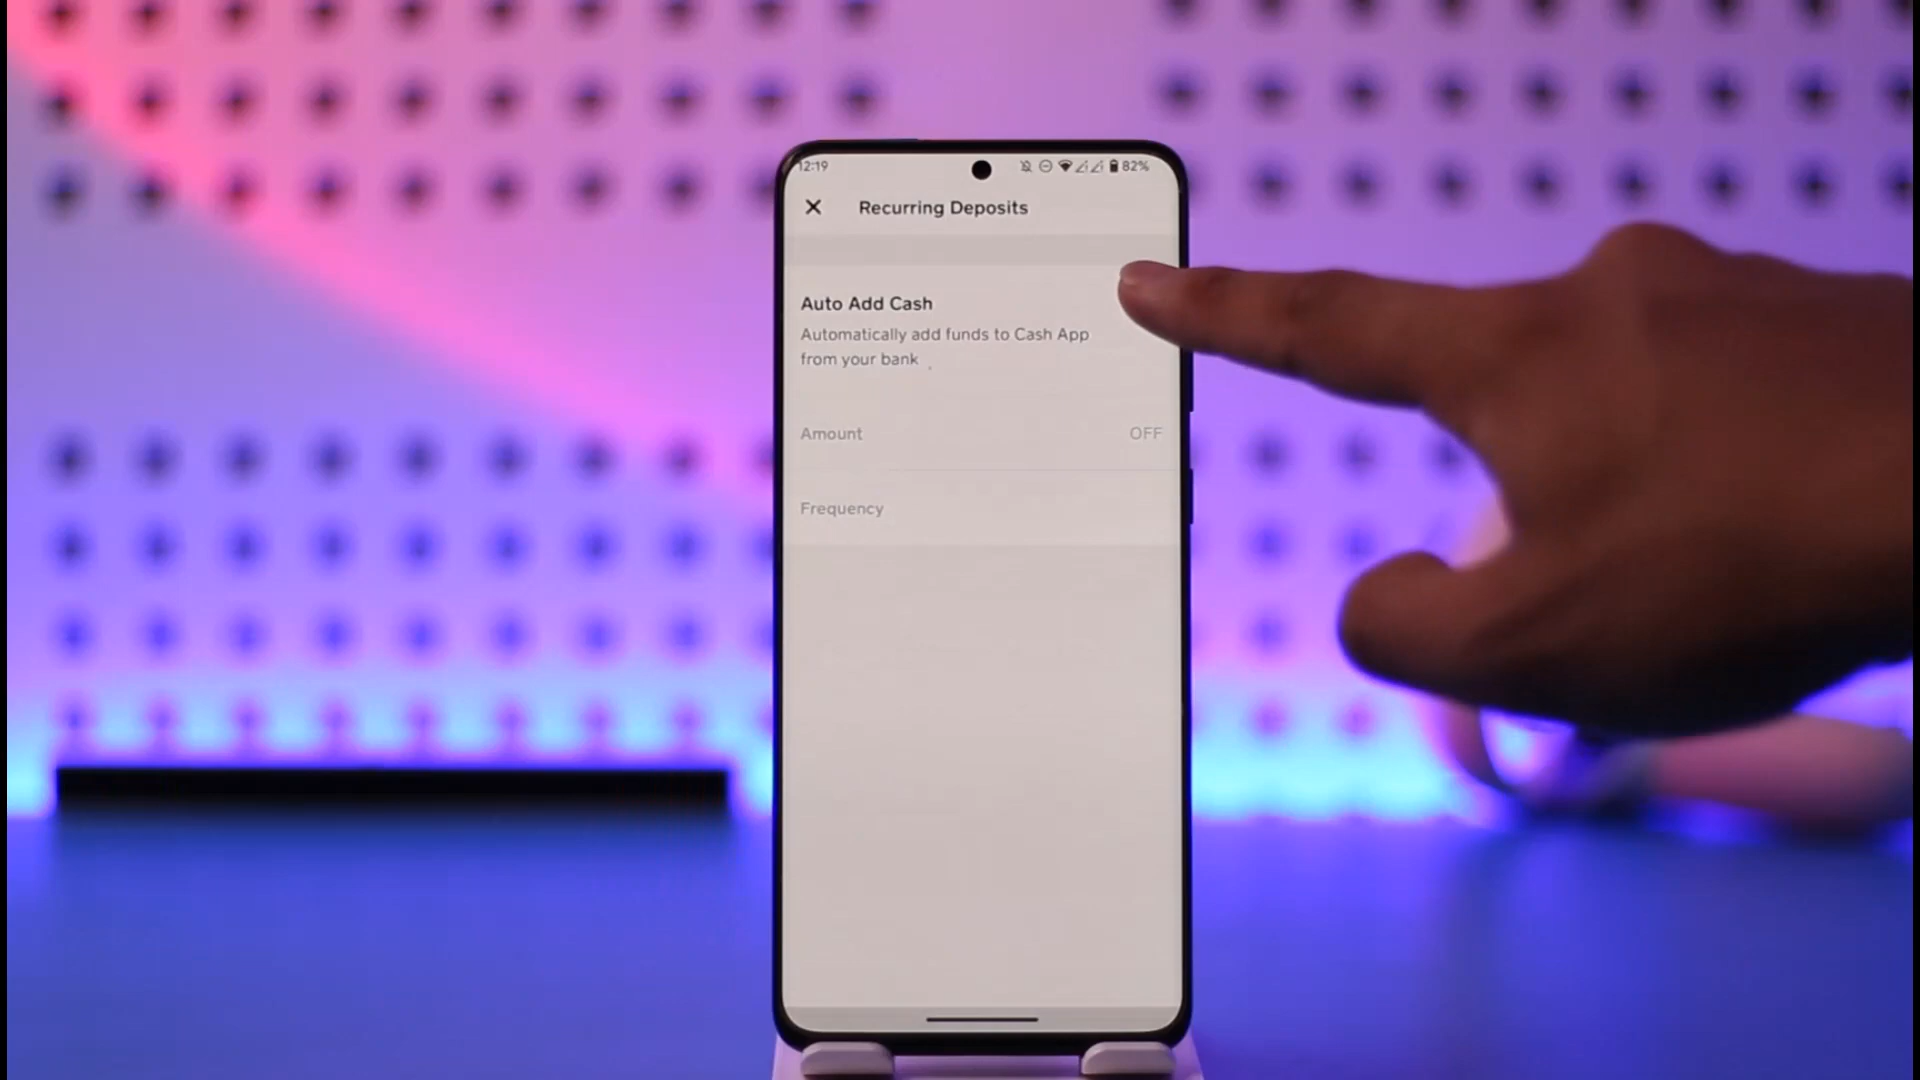 12:19
82%
Recurring Deposits
Auto Add Cash
Automatically add funds to Cash App
from your bank
Amount
OFF
Frequency